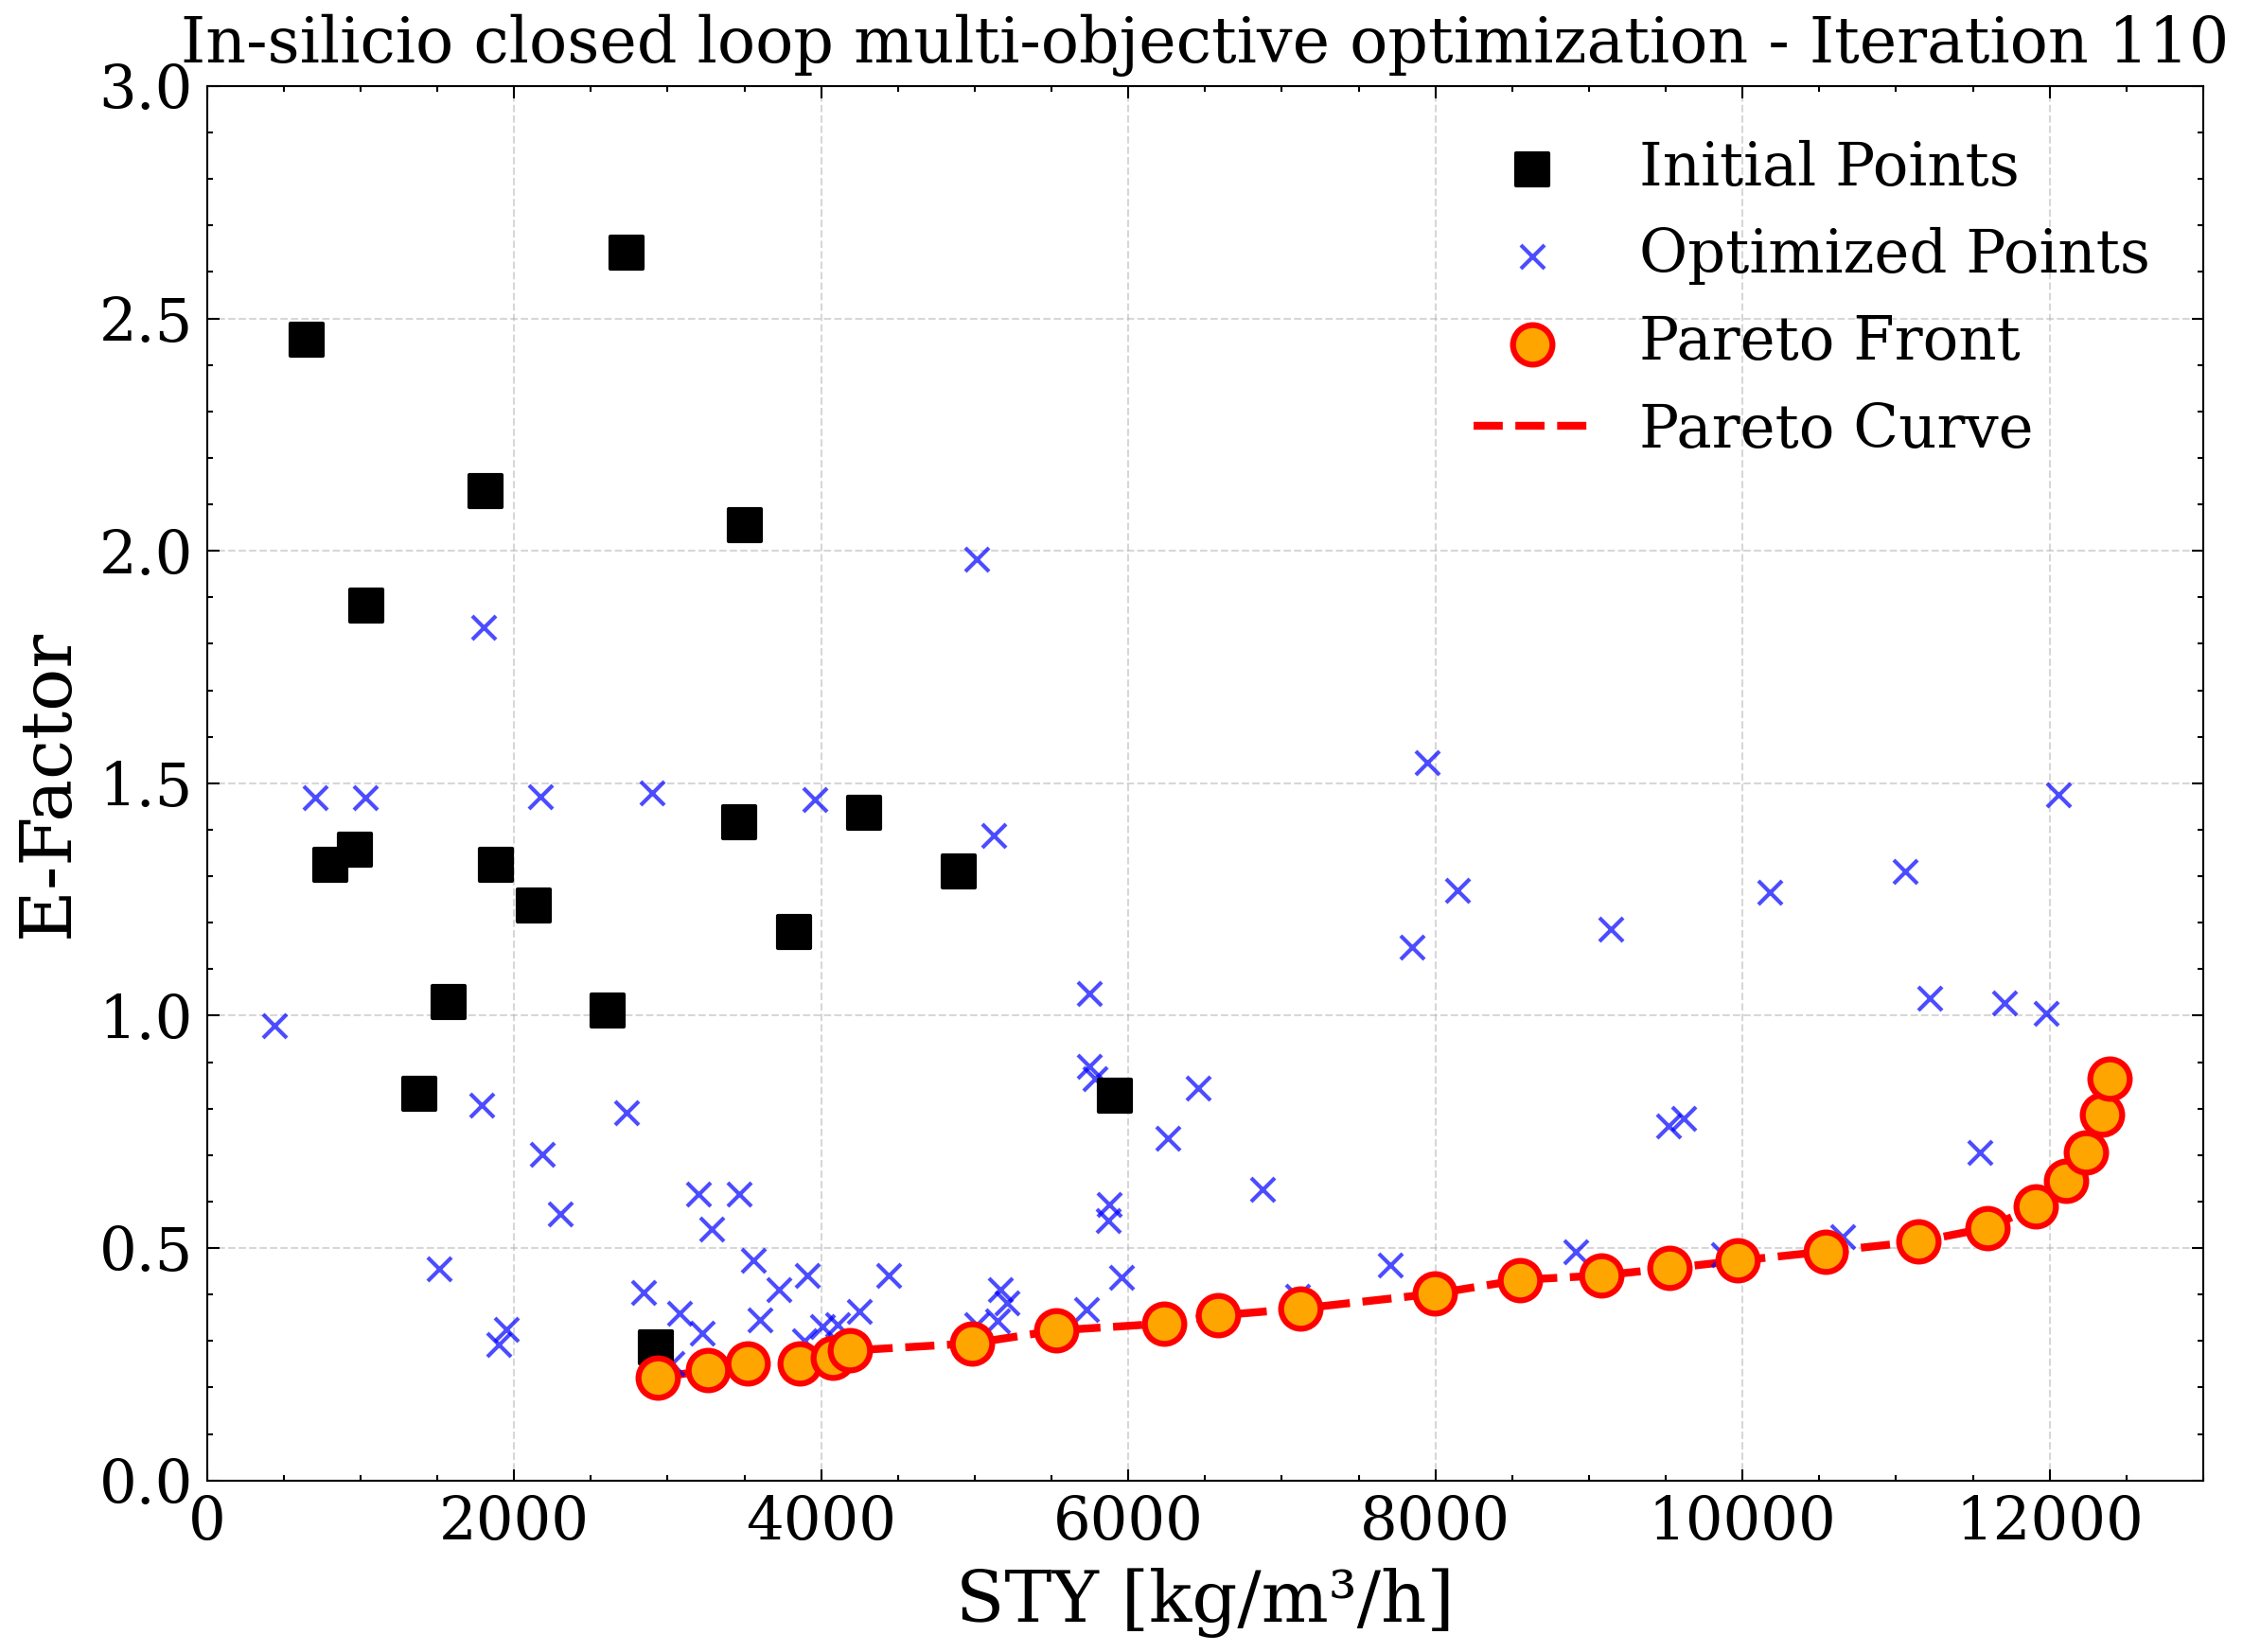 In-silicio closed loop multi-objective optimization - Iteration 110
3.0
2.5
2.0
1.5
1.0
0.5
0.0
E-Factor
Initial Points
Optimized Points
Pareto Front
Pareto Curve
0 2000 4000 6000 8000 10000 12000
STY [kg/m³/h]